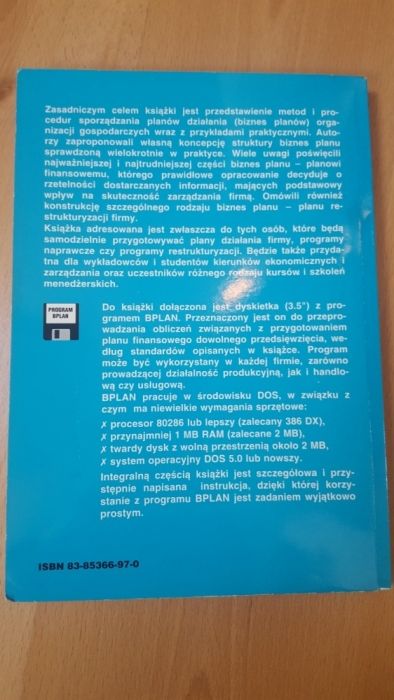 Zasadniczym celem książki jest przedstawienie metod i pro-
cedur sporządzania planów działania (biznes planów) orga-
nizacji gospodarczych wraz z przykładami praktycznymi. Auto-
rzy zaproponowali własną koncepcję struktury biznes planu
sprawdzoną wielokrotnie w praktyce. Wiele uwagi poświęcili
najważniejszej i najtrudniejszej części biznes planu – planowi
finansowemu, którego prawidłowe opracowanie decyduje o
rzetelności dostarczanych informacji, mających podstawowy
wpływ na skuteczność zarządzania firmą. Omówili również
konstrukcję szczególnego rodzaju biznes planu – planu re-
strukturyzacji firmy.
Książka adresowana jest zwłaszcza do tych osób, które będą
samodzielnie przygotowywać plany działania firmy, programy
naprawcze czy programy restrukturyzacji. Będzie także przyda-
tna dla wykładowców i studentów kierunków ekonomicznych i
zarządzania oraz uczestników różnego rodzaju kursów i szkoleń
menedżerskich.
PROGRAM
BPLAN
Do książki dołączona jest dyskietka (3.5") z pro-
gramem BPLAN. Przeznaczony jest on do przepro-
wadzania obliczeń związanych z przygotowaniem
planu finansowego dowolnego przedsięwzięcia, we-
dług standardów opisanych w książce. Program
może być wykorzystany w każdej firmie, zarówno
prowadzącej działalność produkcyjną, jak i handlo-
wą czy usługową.
BPLAN pracuje w środowisku DOS, w związku z
czym ma niewielkie wymagania sprzętowe:
✗ procesor 80286 lub lepszy (zalecany 386 DX),
✗ przynajmniej 1 MB RAM (zalecane 2 MB),
✗ twardy dysk z wolną przestrzenią około 2 MB,
✗ system operacyjny DOS 5.0 lub nowszy.
Integralną częścią książki jest szczegółowa i przy-
stępnie napisana instrukcja, dzięki której korzy-
stanie z programu BPLAN jest zadaniem wyjątkowo
prostym.
ISBN 83-85366-97-0